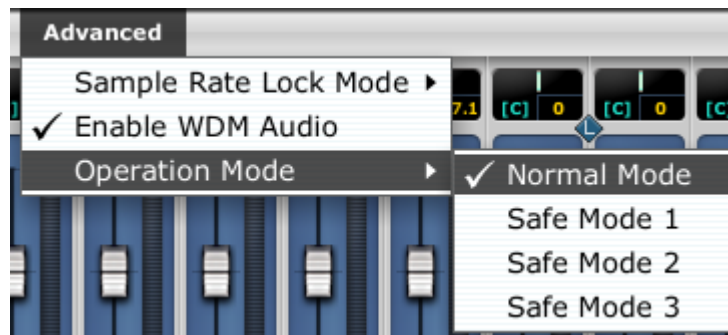 Advanced
Sample Rate Lock Mode
7.1 [C] 0 [C] 0 [C
Enable WDM Audio
L
Operation Mode
Normal Mode
Safe Mode 1
Safe Mode 2
Safe Mode 3